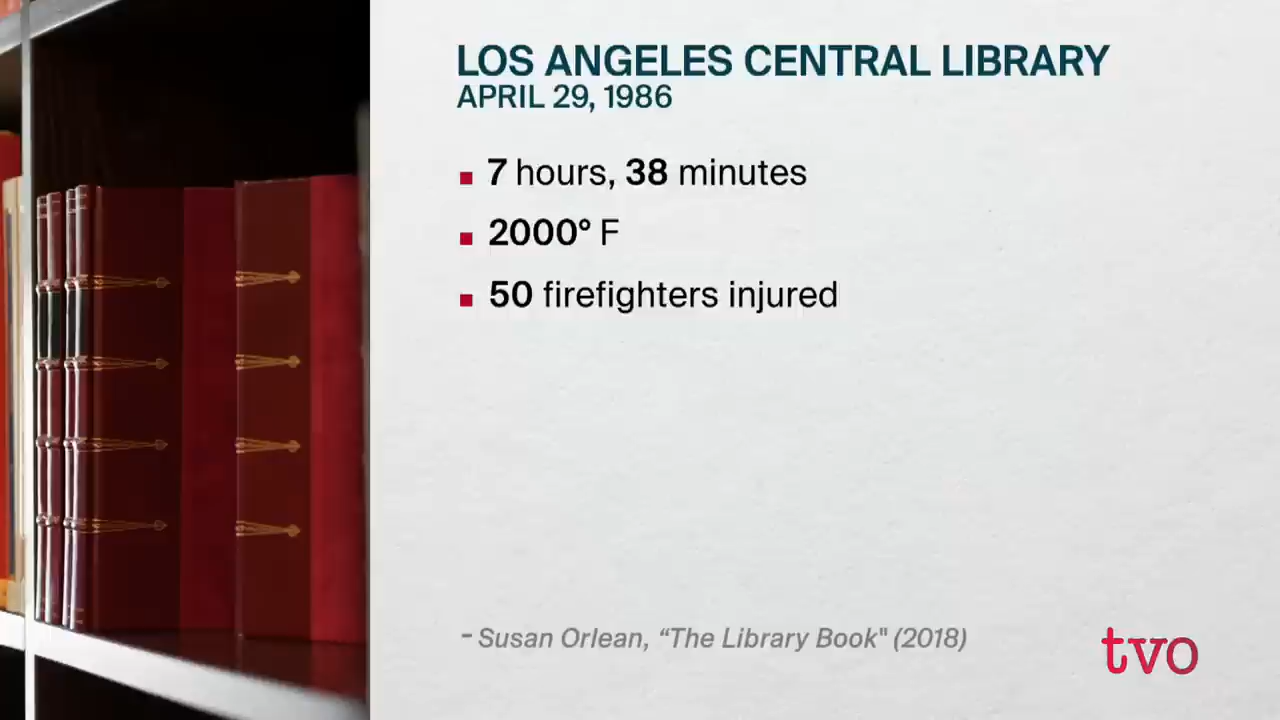 LOS ANGELES CENTRAL LIBRARY
APRIL 29, 1986
▪ 7 hours, 38 minutes
▪ 2000° F
▪ 50 firefighters injured
- Susan Orlean, “The Library Book" (2018)
tvo